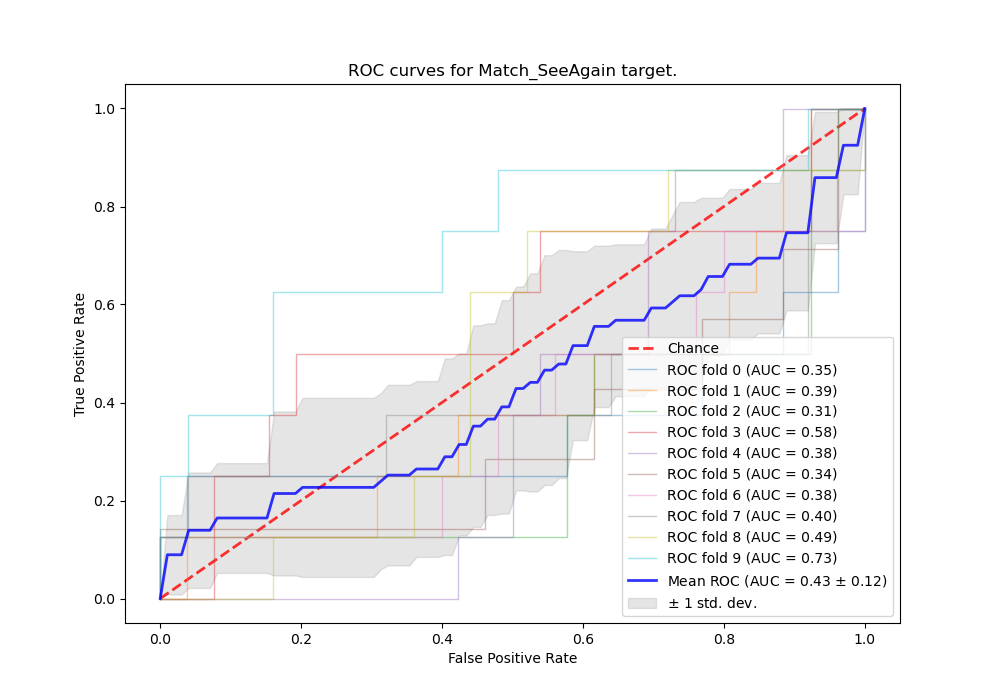 ROC curves for Match_SeeAgain target.
True Positive Rate
1.0
0.8
0.6
0.4
0.2
0.0
0.0 0.2 0.4 0.6 0.8 1.0
False Positive Rate
Chance
ROC fold 0 (AUC = 0.35)
ROC fold 1 (AUC = 0.39)
ROC fold 2 (AUC = 0.31)
ROC fold 3 (AUC = 0.58)
ROC fold 4 (AUC = 0.38)
ROC fold 5 (AUC = 0.34)
ROC fold 6 (AUC = 0.38)
ROC fold 7 (AUC = 0.40)
ROC fold 8 (AUC = 0.49)
ROC fold 9 (AUC = 0.73)
Mean ROC (AUC = 0.43 ± 0.12)
± 1 std. dev.